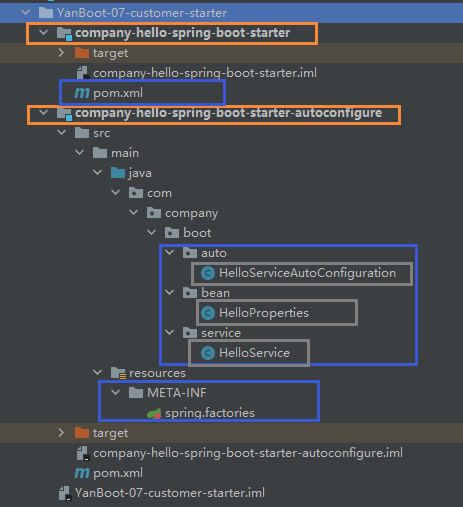 YanBoot-07-customer-starter
company-hello-spring-boot-starter
target
company-hello-spring-boot-starter.iml
m pom.xml
company-hello-spring-boot-starter-autoconfigure
src
main
java
com
company
boot
auto
C HelloServiceAutoConfiguration
bean
C HelloProperties
service
C HelloService
resources
META-INF
spring.factories
target
company-hello-spring-boot-starter-autoconfigure.iml
m pom.xml
YanBoot-07-customer-starter.iml